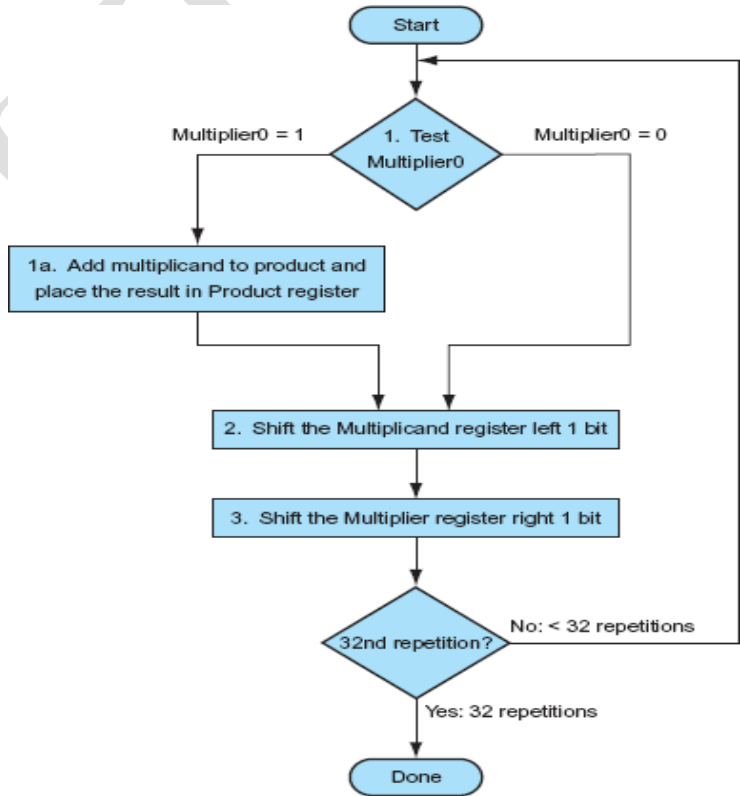 Start
Multiplier0 = 1
1. Test
Multiplier0
Multiplier0 = 0
1a. Add multiplicand to product and
place the result in Product register
2. Shift the Multiplicand register left 1 bit
3. Shift the Multiplier register right 1 bit
32nd repetition?
No: < 32 repetitions
Yes: 32 repetitions
Done